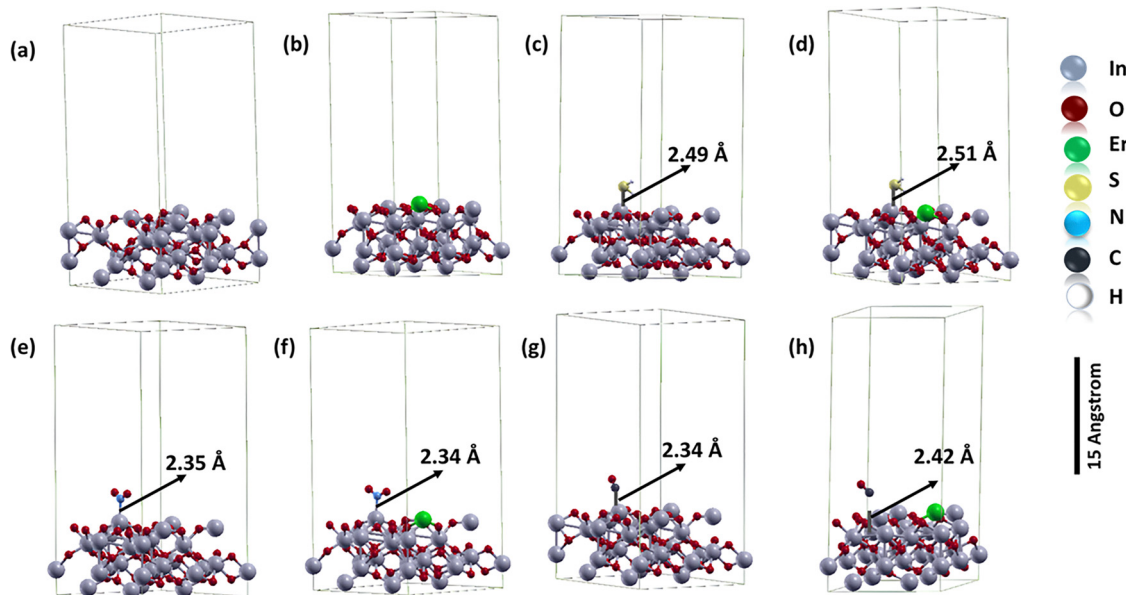 (a)
(b)
(c)
(d)
2.49 Å
2.51 Å
In
O
Er
S
N
C
H
(e)
(f)
(g)
(h)
2.35 Å
2.34 Å
2.34 Å
2.42 Å
15 Angstrom